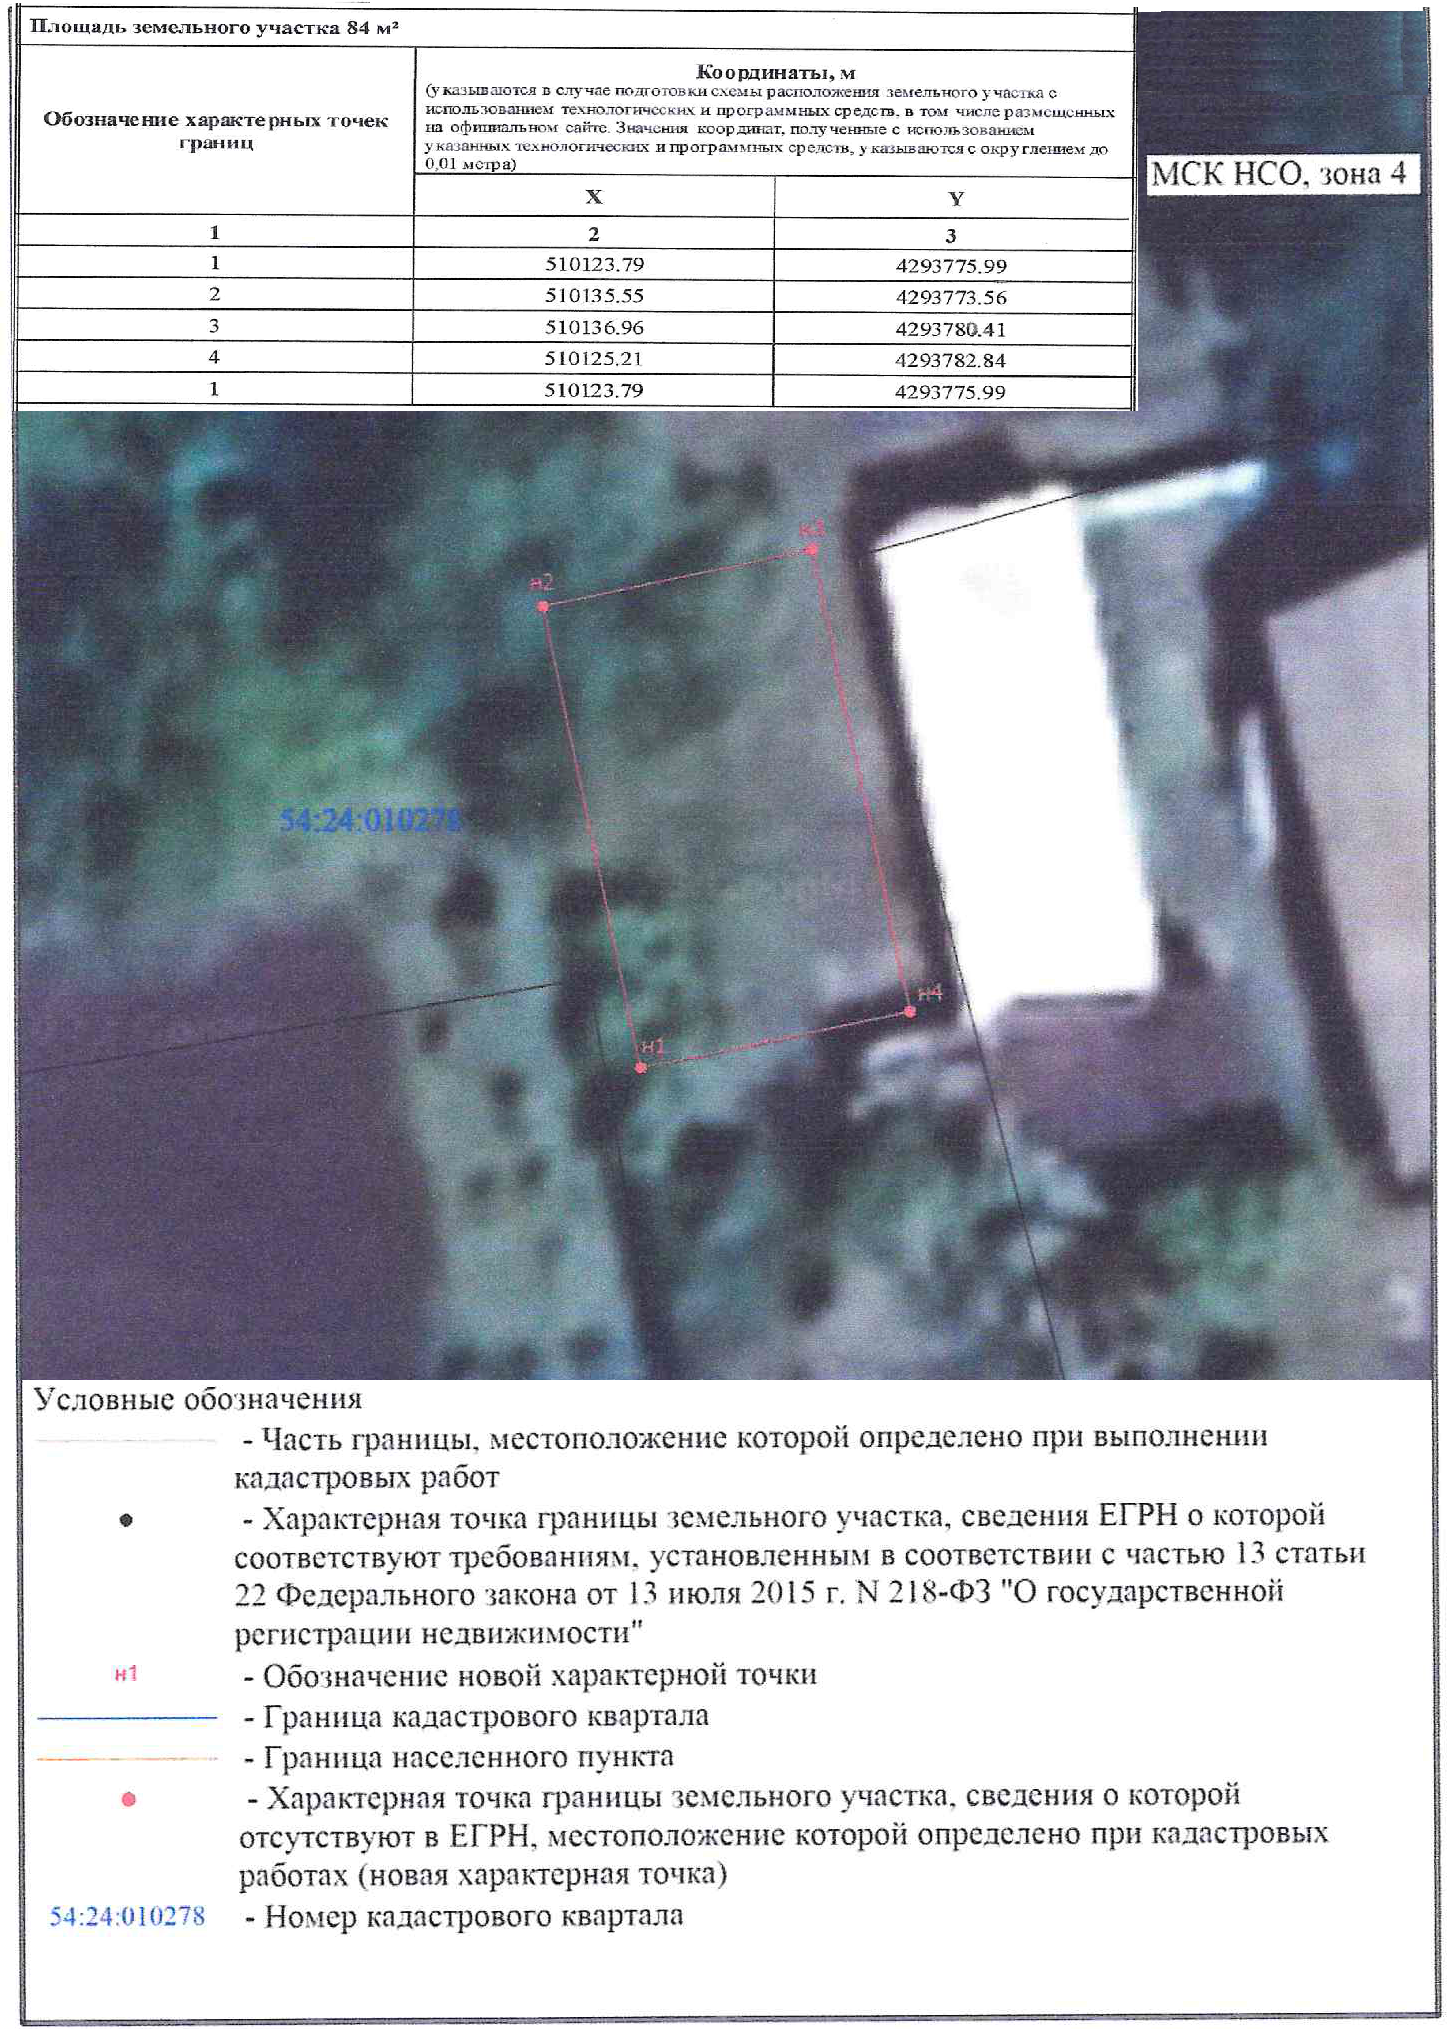 Площадь земельного участка 84 м²
Обозначение характерных точек
границ
Координаты, м
(указываются в случае подготовки схемы расположения земельного участка с
использованием технологических и программных средств, в том числе размещенных
на официальном сайте. Значения координат, полученные с использованием
указанных технологических и программных средств, указываются с округлением до
0,01 метра)
X Y
1 2 3
1 510123.79 4293775.99
2 510135.55 4293773.56
3 510136.96 4293780.41
4 510125.21 4293782.84
1 510123.79 4293775.99
МСК НСО, зона 4
н3
н2
54:24:010278
н4
н1
Условные обозначения
- Часть границы, местоположение которой определено при выполнении
кадастровых работ
- Характерная точка границы земельного участка, сведения ЕГРН о которой
соответствуют требованиям, установленным в соответствии с частью 13 статьи
22 Федерального закона от 13 июля 2015 г. N 218-ФЗ "О государственной
регистрации недвижимости"
н1 - Обозначение новой характерной точки
- Граница кадастрового квартала
- Граница населенного пункта
- Характерная точка границы земельного участка, сведения о которой
отсутствуют в ЕГРН, местоположение которой определено при кадастровых
работах (новая характерная точка)
54:24:010278 - Номер кадастрового квартала